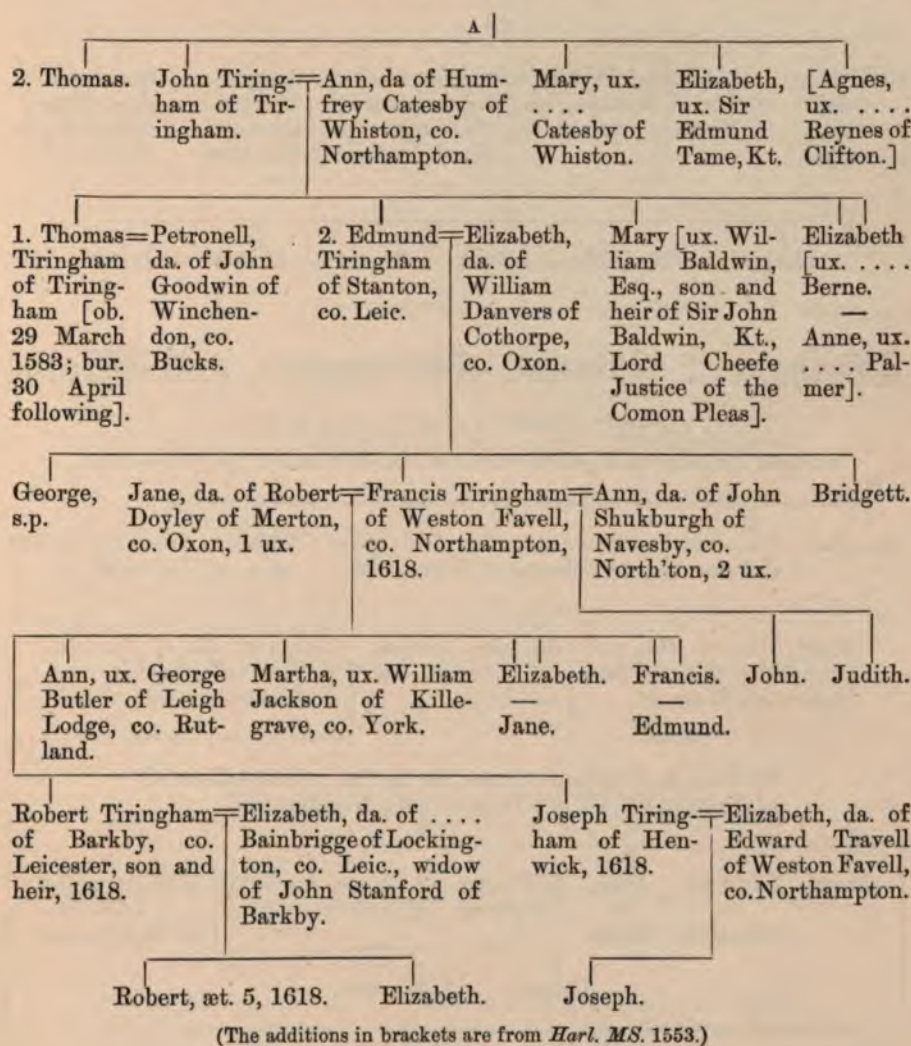 A
2. Thomas.
John Tiring-
ham of Tir-
ingham.
Ann, da of Hum-
frey Catesby of
Whiston, co.
Northampton.
Mary, ux.
. . . .
Catesby of
Whiston.
Elizabeth,
ux. Sir
Edmund
Tame, Kt.
[Agnes,
ux. . . . .
Reynes of
Clifton.]
1. Thomas
Tiringham
of Tiring-
ham [ob.
29 March
1583; bur.
30 April
following].
Petronell,
da. of John
Goodwin of
Winchen-
don, co.
Bucks.
2. Edmund
Tiringham
of Stanton,
co. Leic.
Elizabeth,
da. of
William
Danvers of
Cothorpe,
co. Oxon.
Mary [ux. Wil-
liam Baldwin,
Esq., son and
heir of Sir John
Baldwin, Kt.,
Lord Cheefe
Justice of the
Comon Pleas].
Elizabeth
[ux. . . . .
Berne.
—
Anne, ux.
. . . . Pal-
mer].
George,
s.p.
Jane, da. of Robert
Doyley of Merton,
co. Oxon, 1 ux.
Francis Tiringham
of Weston Favell,
co. Northampton,
1618.
Ann, da. of John
Shukburgh of
Navesby, co.
North'ton, 2 ux.
Bridgett.
Ann, ux. George
Butler of Leigh
Lodge, co. Rut-
land.
Martha, ux. William
Jackson of Kille-
grave, co. York.
Elizabeth.
—
Jane.
Francis.
—
Edmund.
John.
Judith.
Robert Tiringham
of Barkby, co.
Leicester, son and
heir, 1618.
Elizabeth, da. of . . . .
Bainbrigge of Locking-
ton, co. Leic., widow
of John Stanford of
Barkby.
Joseph Tiring-
ham of Hen-
wick, 1618.
Elizabeth, da. of
Edward Travell
of Weston Favell,
co. Northampton.
Robert, æt. 5, 1618.
Elizabeth.
Joseph.
(The additions in brackets are from Harl. MS. 1553.)